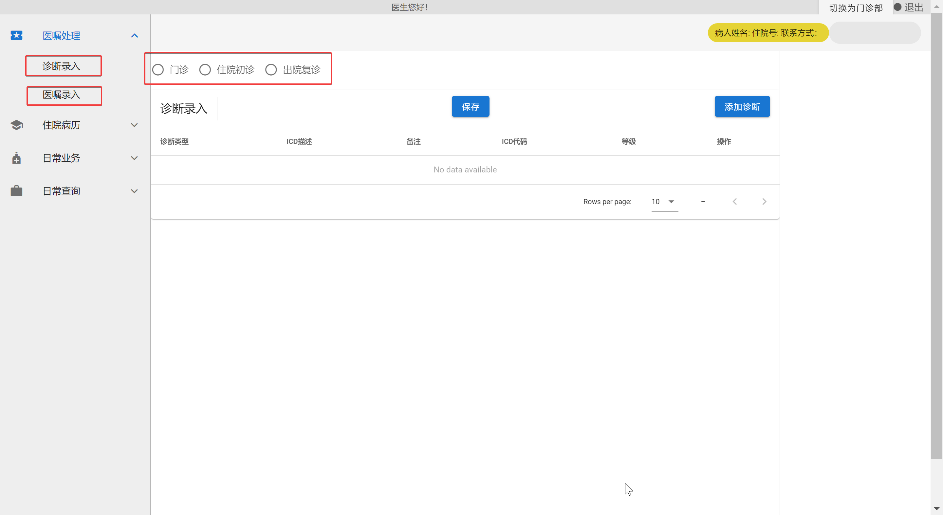 医生您好！
切换为门诊部
退出
医嘱处理
诊断录入
医嘱录入
住院病历
日常业务
日常查询
病人姓名: 住院号: 联系方式:
门诊 住院初诊 出院复诊
诊断录入
保存
添加诊断
诊断类型 ICD描述 备注 ICD代码 等级 操作
No data available
Rows per page: 10 –